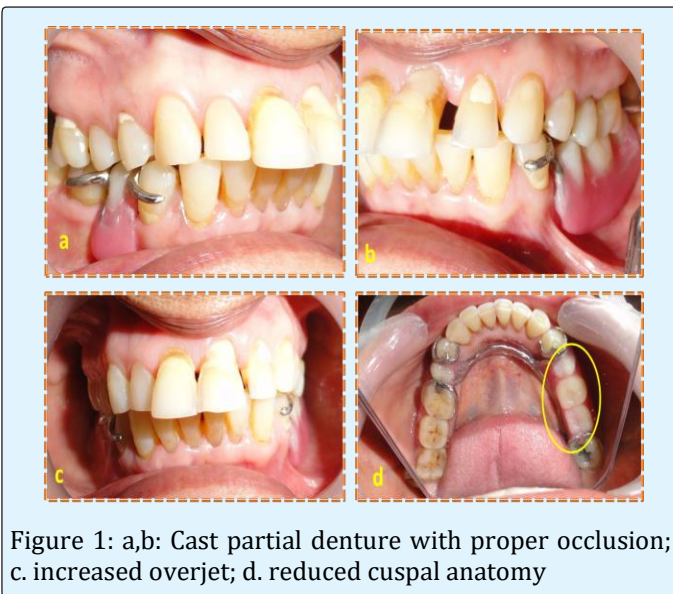 a
b
c
d
Figure 1: a,b: Cast partial denture with proper occlusion;
c. increased overjet; d. reduced cuspal anatomy